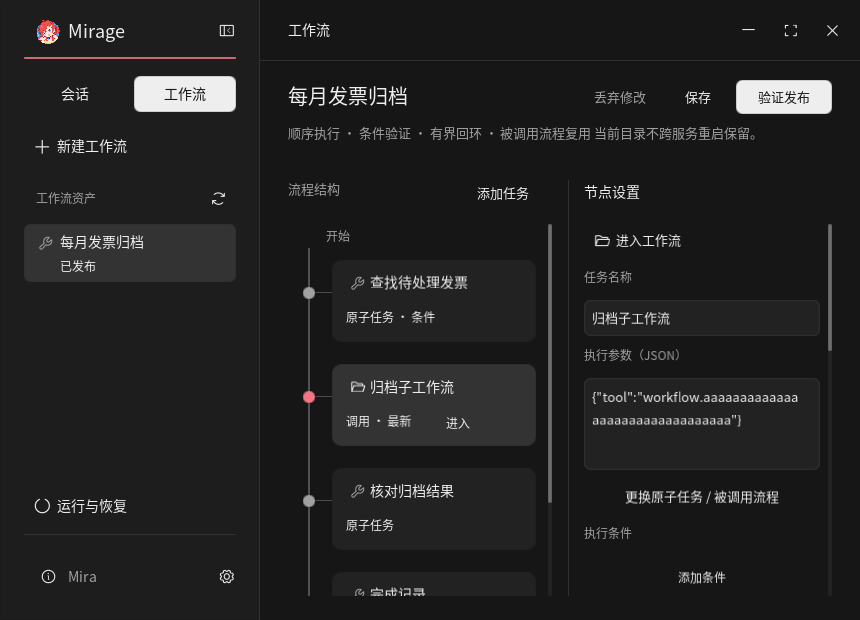 Mirage
工作流
会话
工作流
新建工作流
工作流资产
每月发票归档
已发布
运行与恢复
Mira
每月发票归档
丢弃修改
保存
验证发布
顺序执行 · 条件验证 · 有界回环 · 被调用流程复用 当前目录不跨服务重启保留。
流程结构
添加任务
开始
查找待处理发票
原子任务 · 条件
归档子工作流
调用 · 最新
进入
核对归档结果
原子任务
完成记录
节点设置
进入工作流
任务名称
归档子工作流
执行参数（JSON）
{"tool":"workflow.aaaaaaaaaaaaa
aaaaaaaaaaaaaaaaaaa"}
更换原子任务 / 被调用流程
执行条件
添加条件